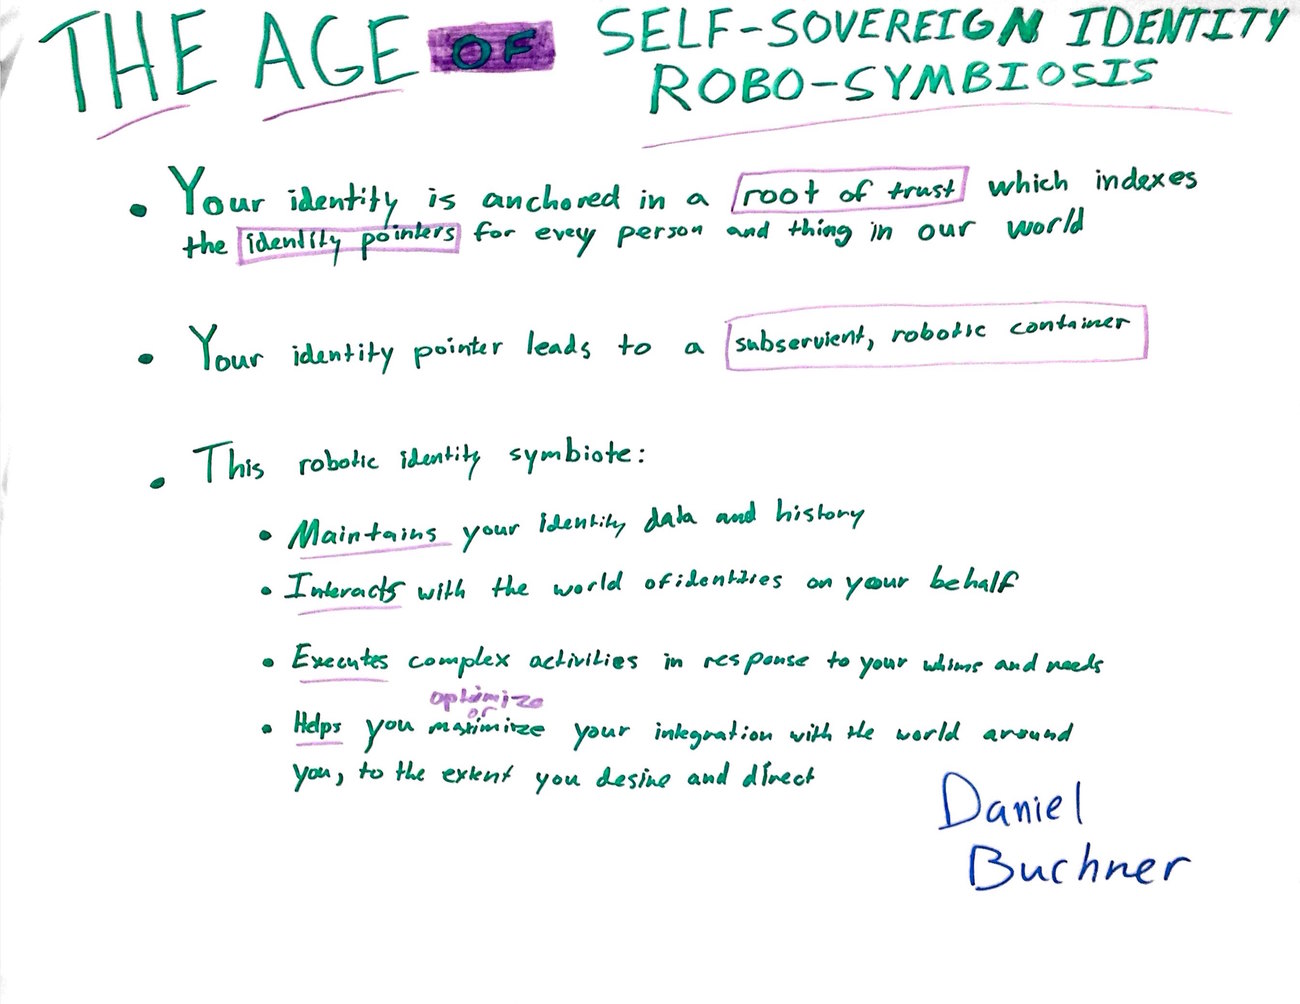 THE AGE OF SELF-SOVEREIGN IDENTITY
ROBO-SYMBIOSIS
• Your identity is anchored in a root of trust which indexes
the identity pointers for evey person and thing in our world
• Your identity pointer leads to a subservient, robotic container
• This robotic identity symbiote:
• Maintains your identity data and history
• Interacts with the world of identities on your behalf
• Executes complex activities in response to your whims and needs
optimize
or
• Helps you maximize your integration with the world around
you, to the extent you desire and direct
Daniel
Buchner